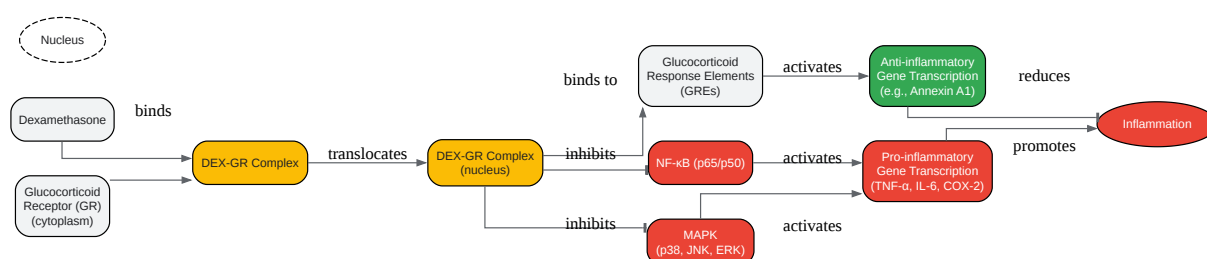 Nucleus
Dexamethasone
binds
Glucocorticoid
Receptor (GR)
(cytoplasm)
DEX-GR Complex
translocates
DEX-GR Complex
(nucleus)
binds to
inhibits
inhibits
Glucocorticoid
Response Elements
(GREs)
NF-κB (p65/p50)
MAPK
(p38, JNK, ERK)
activates
activates
activates
Anti-inflammatory
Gene Transcription
(e.g., Annexin A1)
Pro-inflammatory
Gene Transcription
(TNF-α, IL-6, COX-2)
reduces
promotes
Inflammation